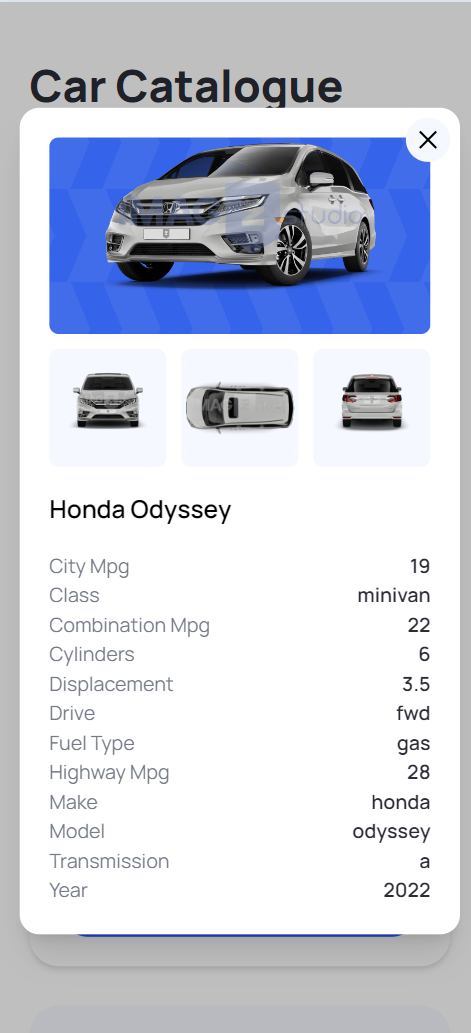 Car Catalogue
Honda Odyssey
City Mpg 19
Class minivan
Combination Mpg 22
Cylinders 6
Displacement 3.5
Drive fwd
Fuel Type gas
Highway Mpg 28
Make honda
Model odyssey
Transmission a
Year 2022